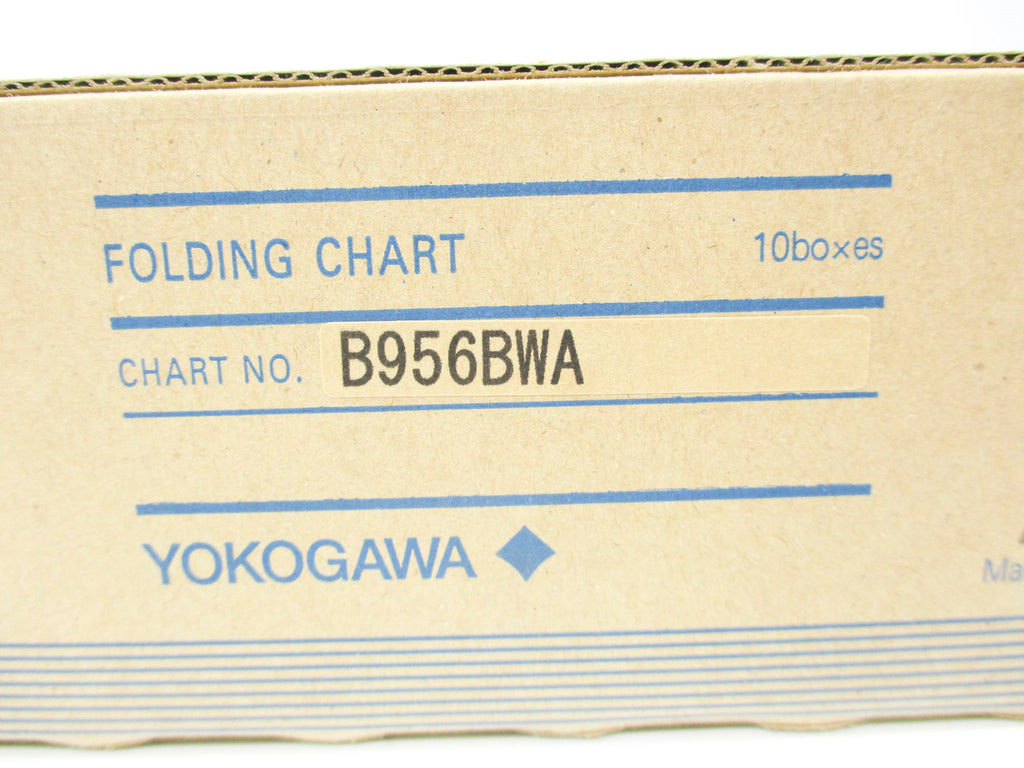 FOLDING CHART 10boxes
CHART NO. B956BWA
YOKOGAWA